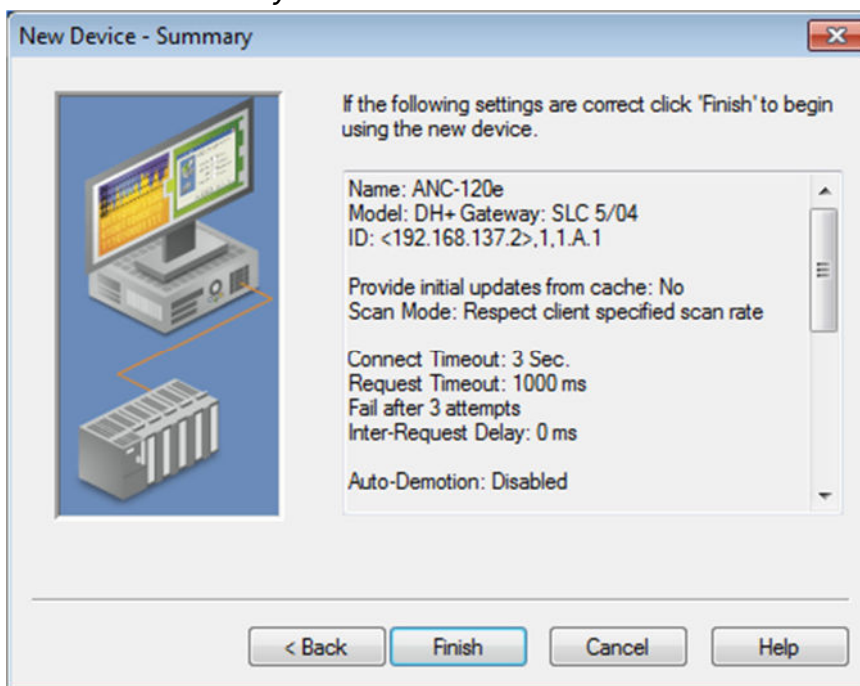 New Device - Summary
If the following settings are correct click 'Finish' to begin
using the new device.
Name: ANC-120e
Model: DH+ Gateway: SLC 5/04
ID: <192.168.137.2>,1,1.A.1
Provide initial updates from cache: No
Scan Mode: Respect client specified scan rate
Connect Timeout: 3 Sec.
Request Timeout: 1000 ms
Fail after 3 attempts
Inter-Request Delay: 0 ms
Auto-Demotion: Disabled
< Back
Finish
Cancel
Help